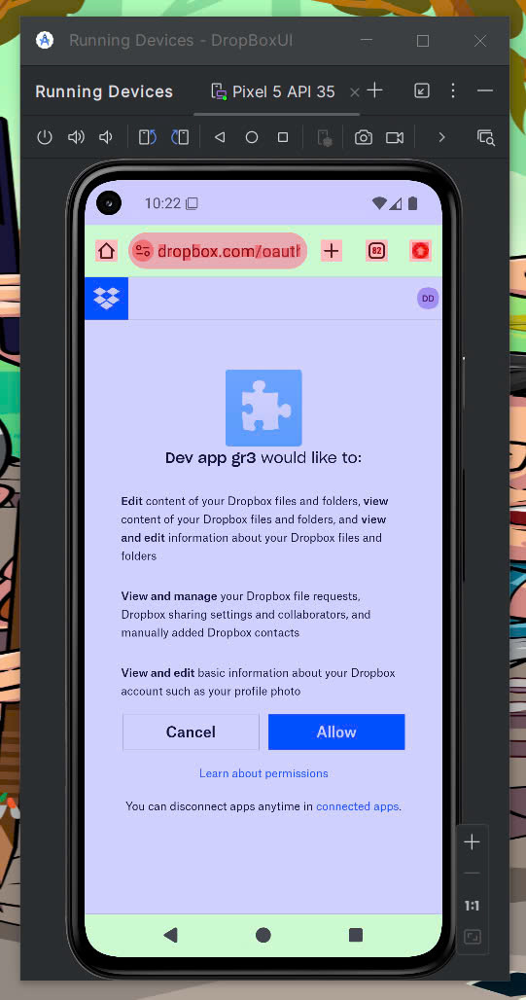 Running Devices - DropBoxUI
Running Devices
Pixel 5 API 35
10:22
dropbox.com/oauth
82
DD
Dev app gr3 would like to:
Edit content of your Dropbox files and folders, view
content of your Dropbox files and folders, and view
and edit information about your Dropbox files and
folders
View and manage your Dropbox file requests,
Dropbox sharing settings and collaborators, and
manually added Dropbox contacts
View and edit basic information about your Dropbox
account such as your profile photo
Cancel
Allow
Learn about permissions
You can disconnect apps anytime in connected apps.
1:1